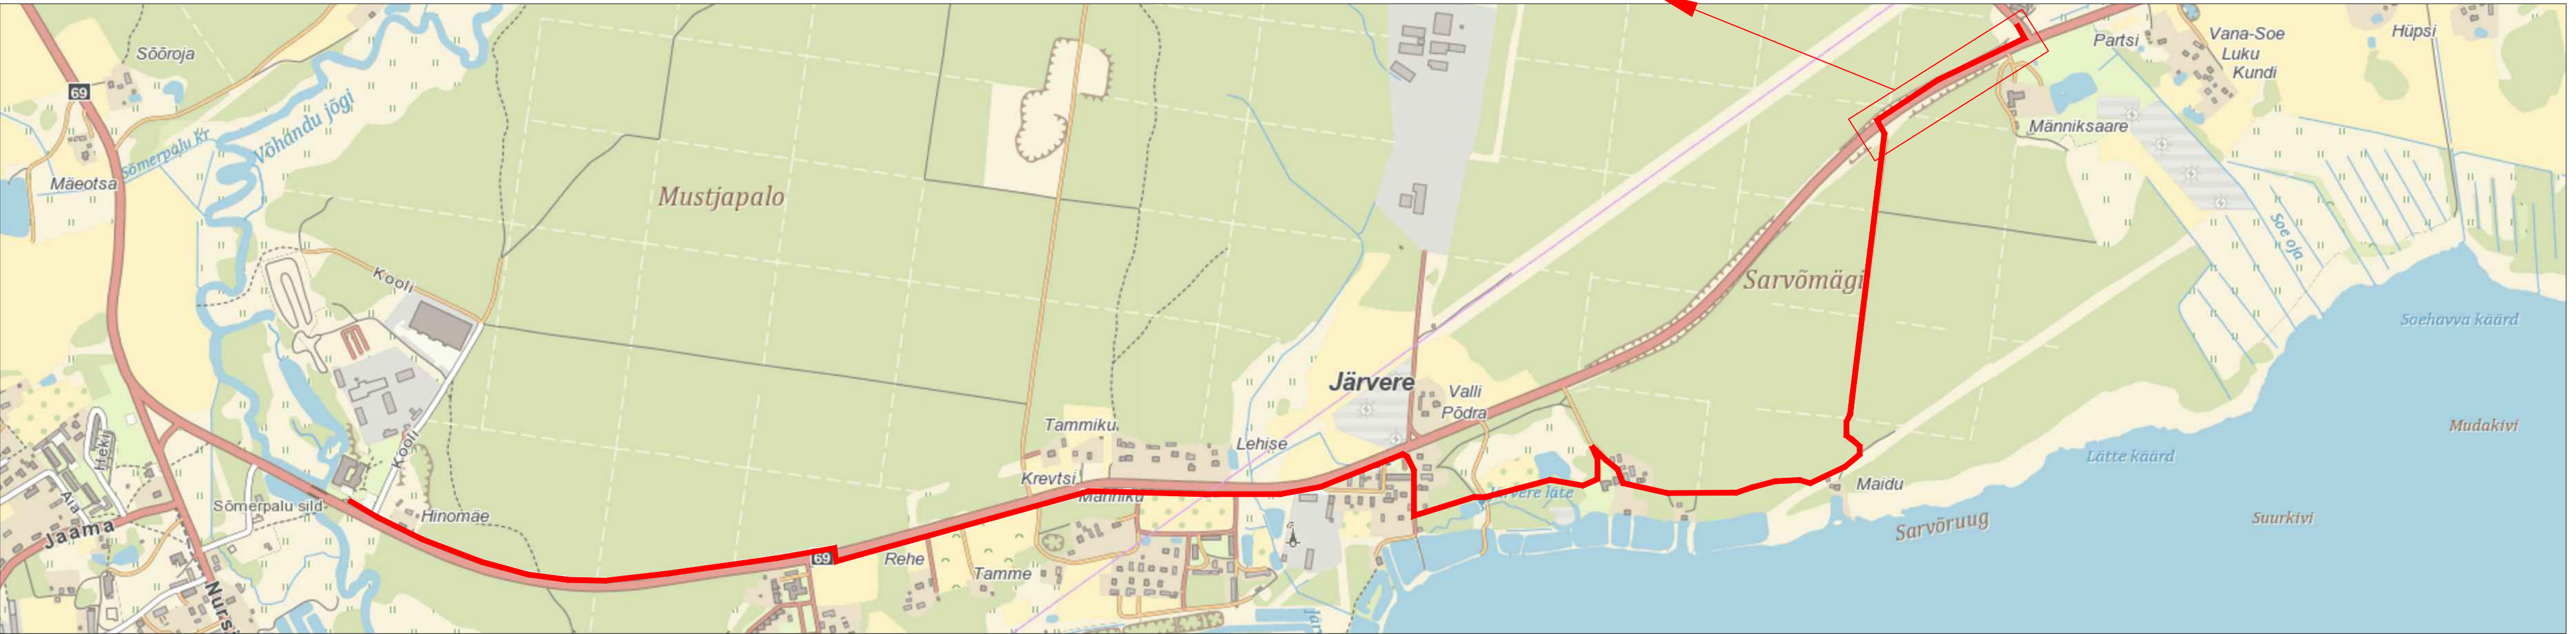 Sõõroja
69
Võhandu jõgi
Sõmerpalu kr
Mäeotsa
Mustjapalo
Kooli
Partsi
Vana-Soe
Luku
Kundi
Hüpsi
Männiksaare
Soe oja
Sarvõmägi
Soehavva käärd
Järvere
Valli
Põdra
Heki
Kooli
Tammiku
Lehise
Krevtsi
Männiku
Mudakivi
Lätte käärd
Järvere läte
Maidu
Sarvõruug
Suurkivi
Aia
Jaama
Sõmerpalu sild
Hinomäe
69
Rehe
Tamme
Nursi